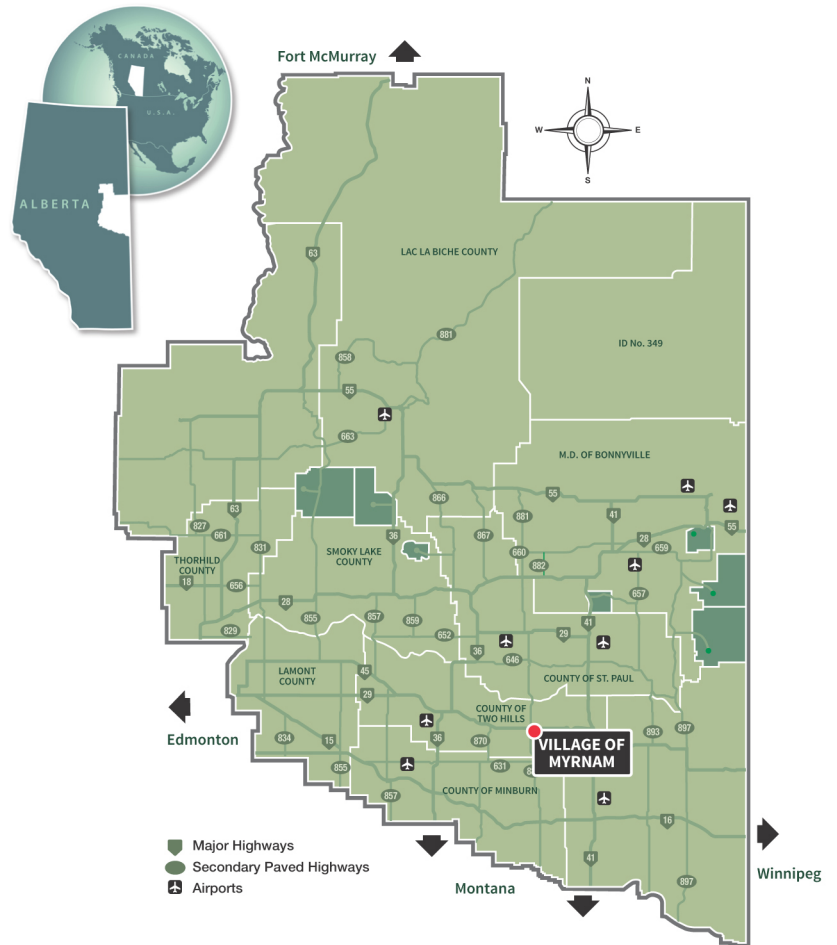 Fort McMurray
CANADA
U.S.A.
ALBERTA
N
W
E
S
63
LAC LA BICHE COUNTY
881
ID No. 349
858
55
663
M.D. OF BONNYVILLE
866
55
63
827
661
831
36
881
867
41
55
28
659
660
882
THORHILD
COUNTY
SMOKY LAKE
COUNTY
18
656
28
855
857
859
652
829
657
41
29
36
646
LAMONT
COUNTY
45
29
COUNTY OF ST. PAUL
COUNTY OF
TWO HILLS
Edmonton
834
15
855
36
870
893
897
VILLAGE OF
MYRNAM
631
857
COUNTY OF MINBURN
16
41
897
Major Highways
Secondary Paved Highways
Airports
Montana
Winnipeg